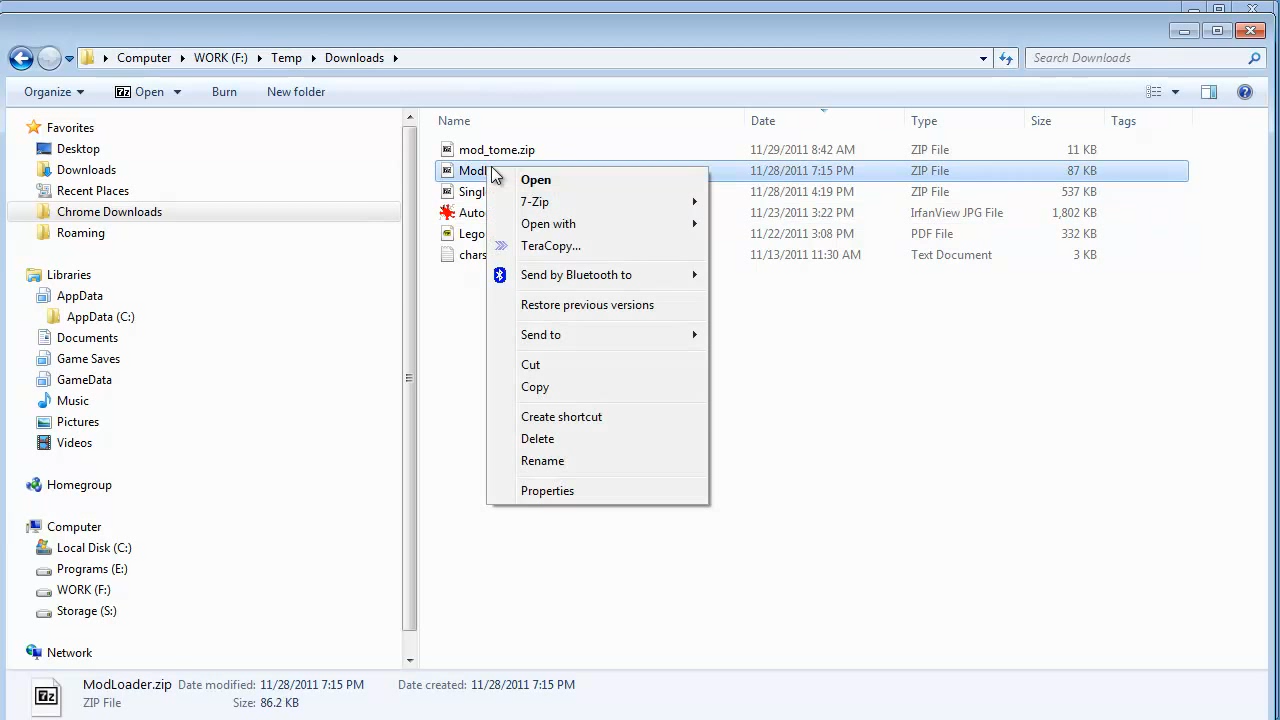 Computer WORK (F:) Temp Downloads Search Downloads
Organize 7z Open Burn New folder
Name Date Type Size Tags
Favorites
Desktop
Downloads
Recent Places
Chrome Downloads
Roaming
Libraries
AppData
AppData (C:)
Documents
Game Saves
GameData
Music
Pictures
Videos
Homegroup
Computer
Local Disk (C:)
Programs (E:)
WORK (F:)
Storage (S:)
Network
mod_tome.zip 11/29/2011 8:42 AM ZIP File 11 KB
Modl 11/28/2011 7:15 PM ZIP File 87 KB
Singl 11/28/2011 4:19 PM ZIP File 537 KB
Auto 11/23/2011 3:22 PM IrfanView JPG File 1,802 KB
Lego 11/22/2011 3:08 PM PDF File 332 KB
chars 11/13/2011 11:30 AM Text Document 3 KB
Open
7-Zip
Open with
TeraCopy...
Send by Bluetooth to
Restore previous versions
Send to
Cut
Copy
Create shortcut
Delete
Rename
Properties
7z
ModLoader.zip Date modified: 11/28/2011 7:15 PM Date created: 11/28/2011 7:15 PM
ZIP File Size: 86.2 KB